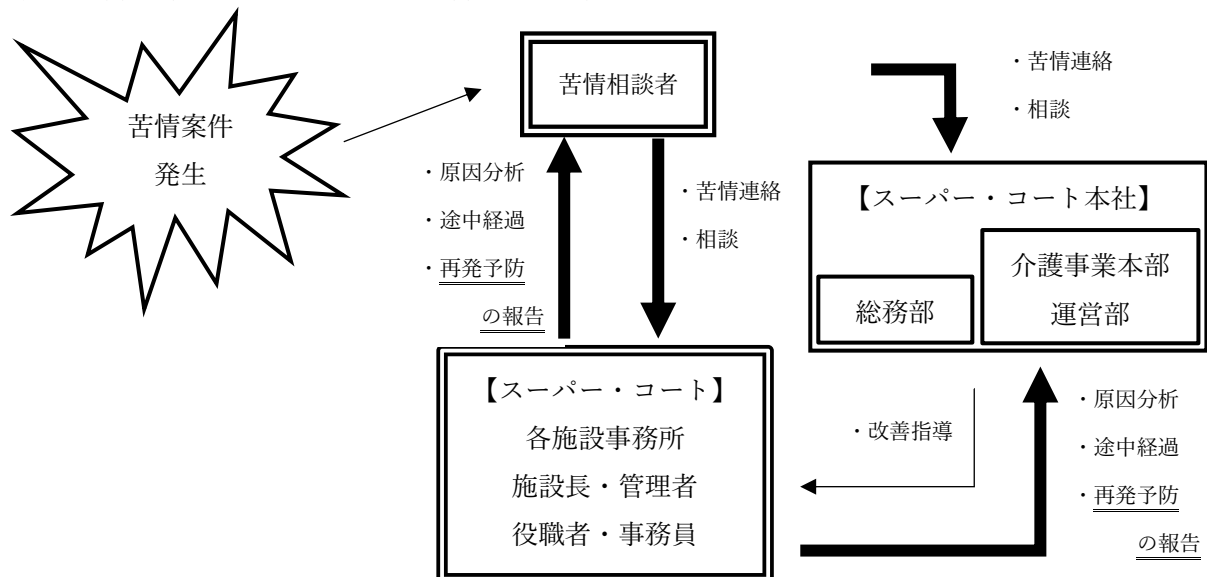 苦情案件
発生
苦情相談者
・苦情連絡
・相談
・原因分析
・途中経過
・再発予防
の報告
・苦情連絡
・相談
【スーパー・コート本社】
総務部
介護事業本部
運営部
【スーパー・コート】
各施設事務所
施設長・管理者
役職者・事務員
・改善指導
・原因分析
・途中経過
・再発予防
の報告